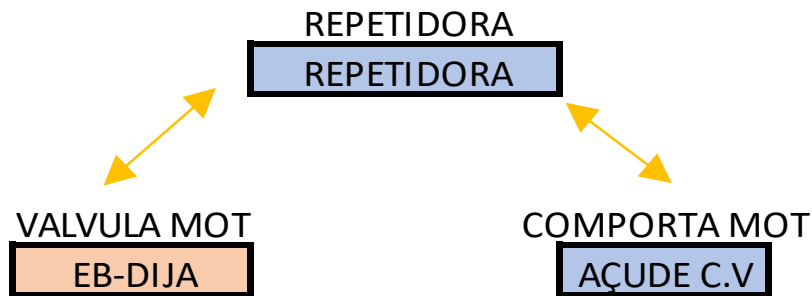 REPETIDORA
REPETIDORA
VALVULA MOT
EB-DIJA
COMPORTA MOT
AÇUDE C.V